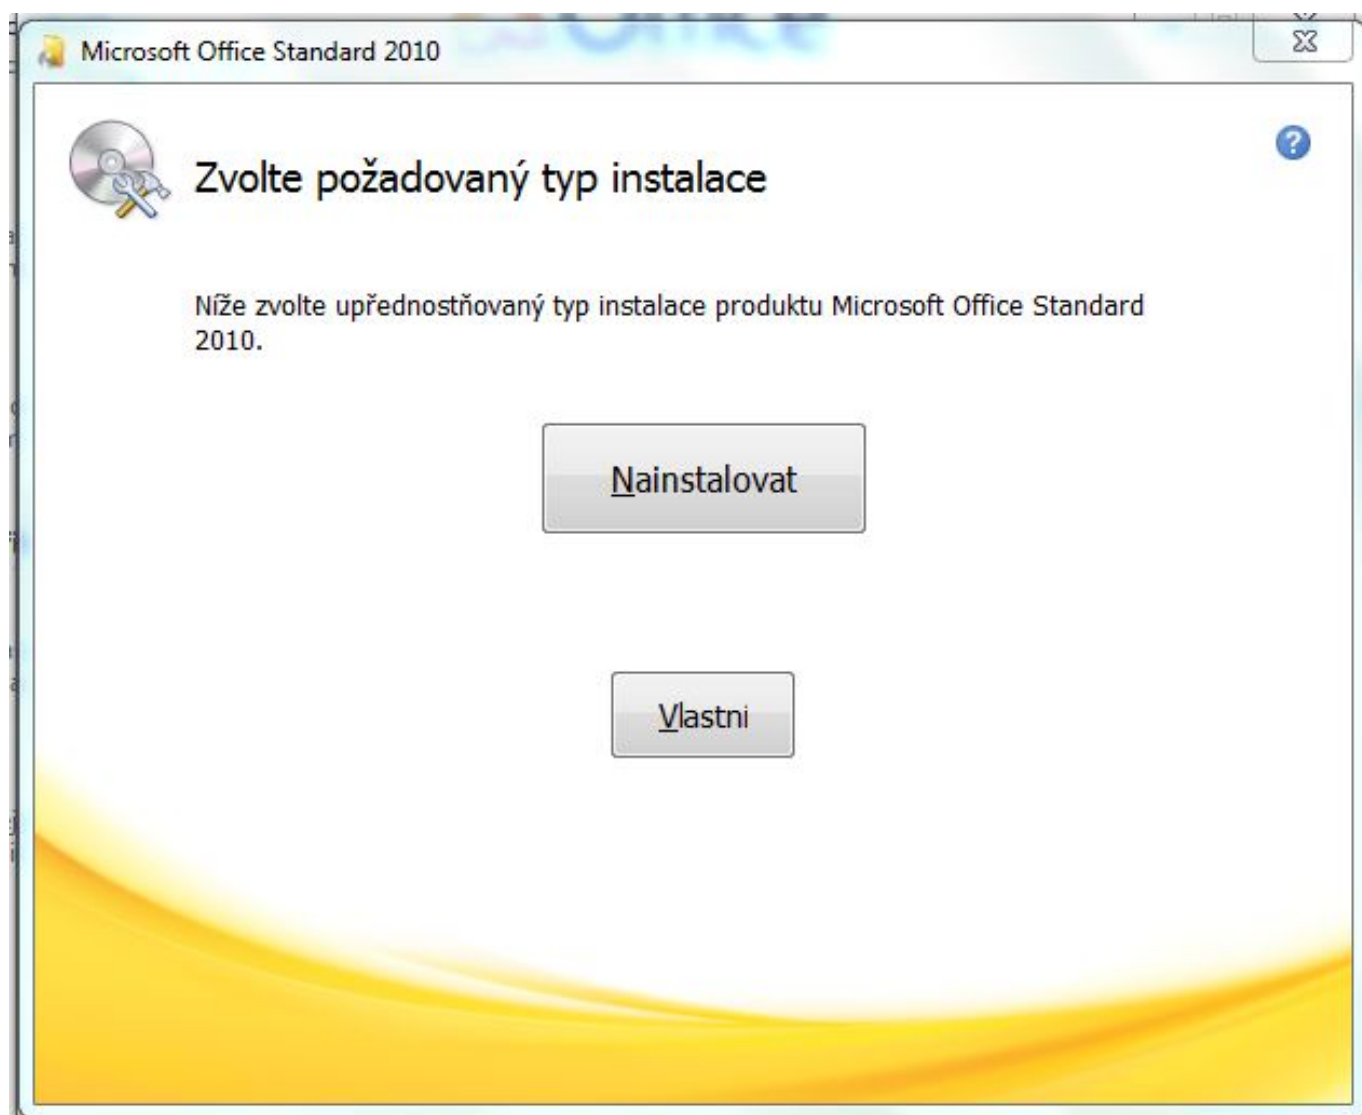 Office
Microsoft Office Standard 2010
Zvolte požadovaný typ instalace
Níže zvolte upřednostňovaný typ instalace produktu Microsoft Office Standard
2010.
Nainstalovat
Vlastni